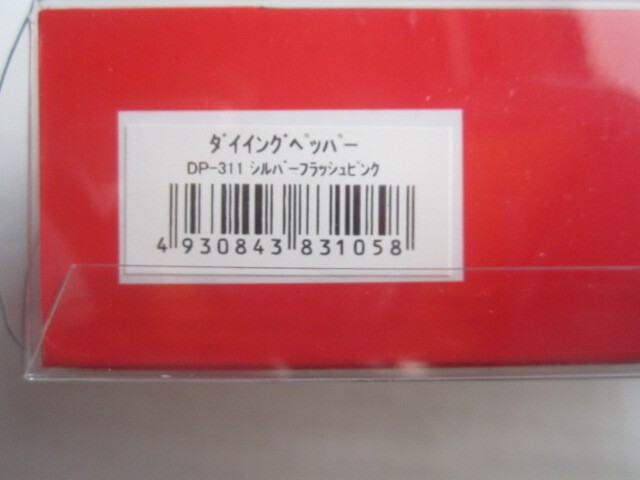 ﾀﾞｲｲﾝｸﾞﾍﾟｯﾊﾟｰ
DP-311 ｼﾙﾊﾞｰﾌﾗｯｼｭﾋﾟﾝｸ
4 930843 831058